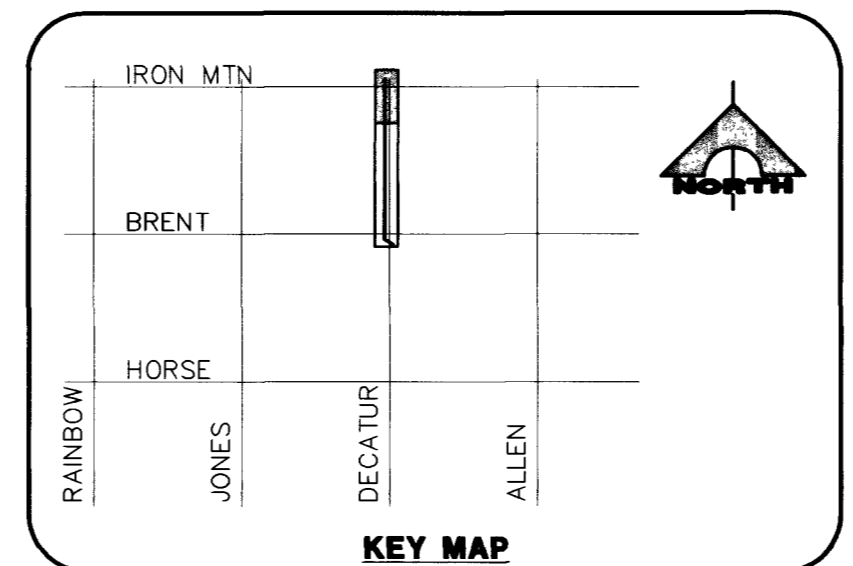 IRON MTN
NORTH
BRENT
HORSE
RAINBOW
JONES
DECATUR
ALLEN
KEY MAP